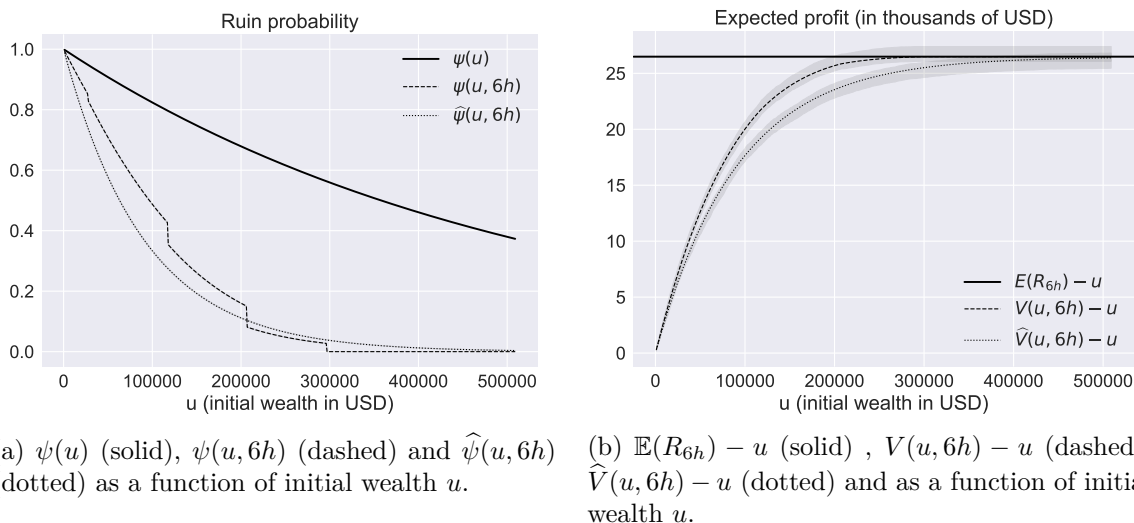 Ruin probability
1.0
0.8
0.6
0.4
0.2
0.0
ψ(u)
ψ(u, 6h)
ψ̂(u, 6h)
0 100000 200000 300000 400000 500000
u (initial wealth in USD)
a) ψ(u) (solid), ψ(u, 6h) (dashed) and ψ̂(u, 6h)
dotted) as a function of initial wealth u.
Expected profit (in thousands of USD)
25
20
15
10
5
0
E(R₆ₕ) − u
V(u, 6h) − u
V̂(u, 6h) − u
0 100000 200000 300000 400000 500000
u (initial wealth in USD)
(b) 𝔼(R₆ₕ) − u (solid) , V(u, 6h) − u (dashed
V̂(u, 6h) − u (dotted) and as a function of initia
wealth u.